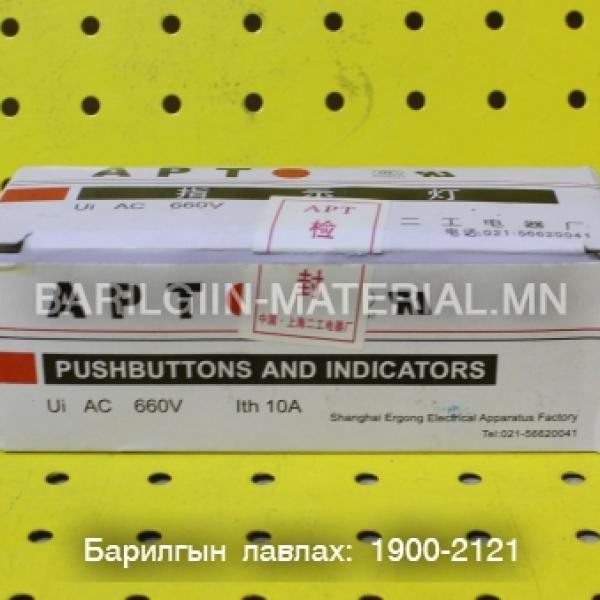 APT
指示灯
Ui AC 660V
二工电器厂
电话:021-56620041
APT
检
封
中国·上海二工电器厂
BARILGIIN-MATERIAL.MN
APT
PUSHBUTTONS AND INDICATORS
Ui AC 660V Ith 10A
Shanghai Ergong Electrical Apparatus Factory
Tel:021-56620041
Барилгын лавлах: 1900-2121